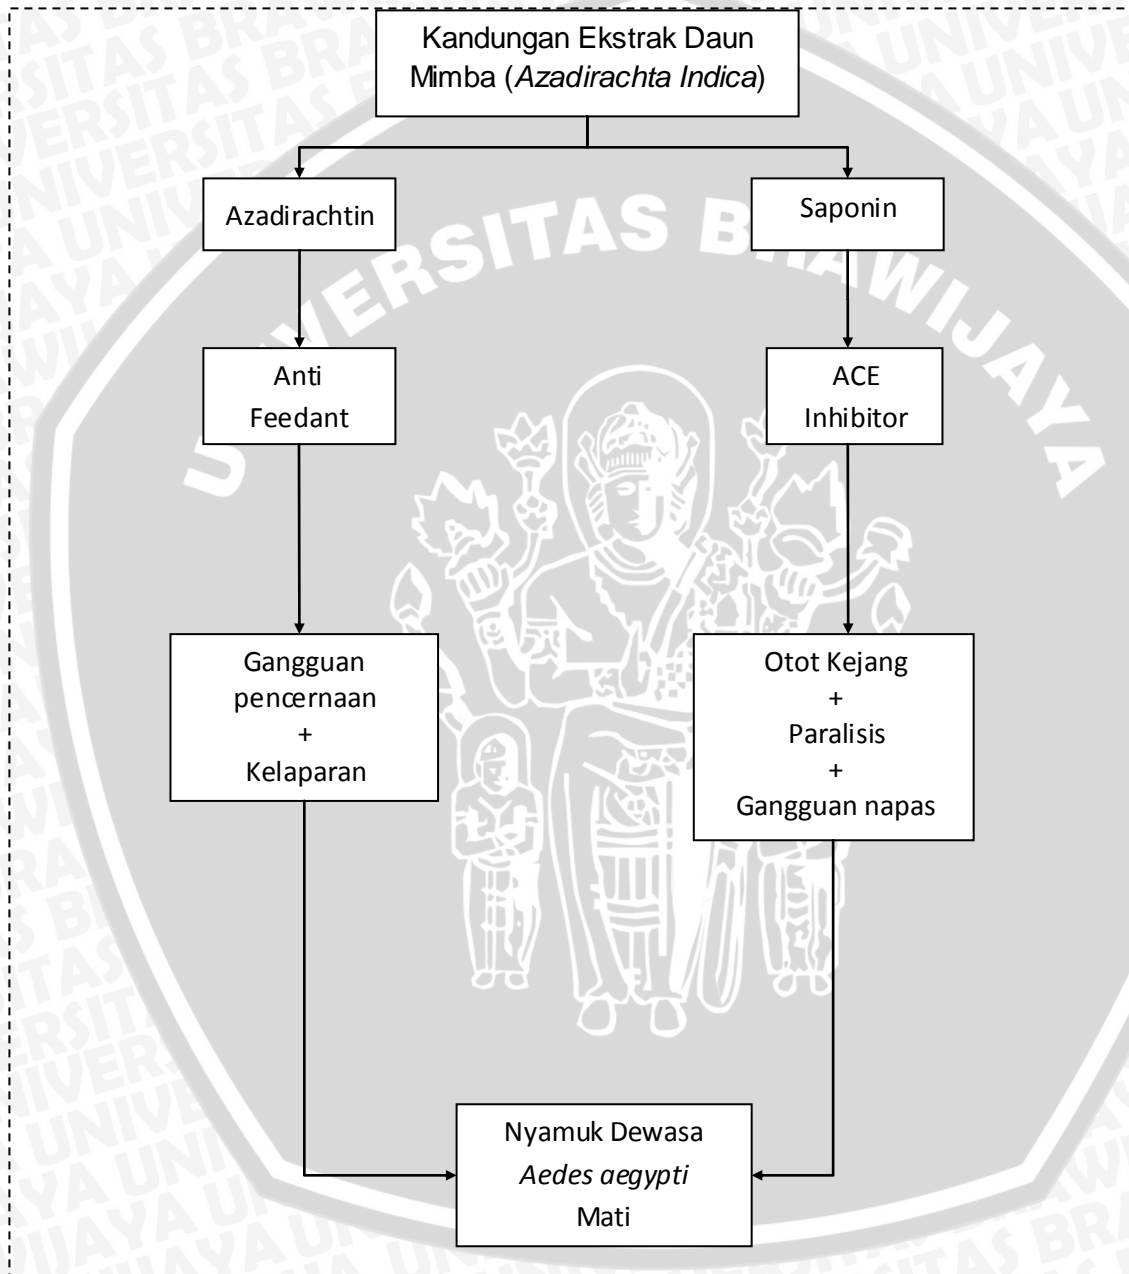 Kandungan Ekstrak Daun
Mimba (Azadirachta Indica)
Azadirachtin
Saponin
Anti
Feedant
ACE
Inhibitor
Gangguan
pencernaan
+
Kelaparan
Otot Kejang
+
Paralisis
+
Gangguan napas
Nyamuk Dewasa
Aedes aegypti
Mati
UNIVERSITAS BRAWIJAYA